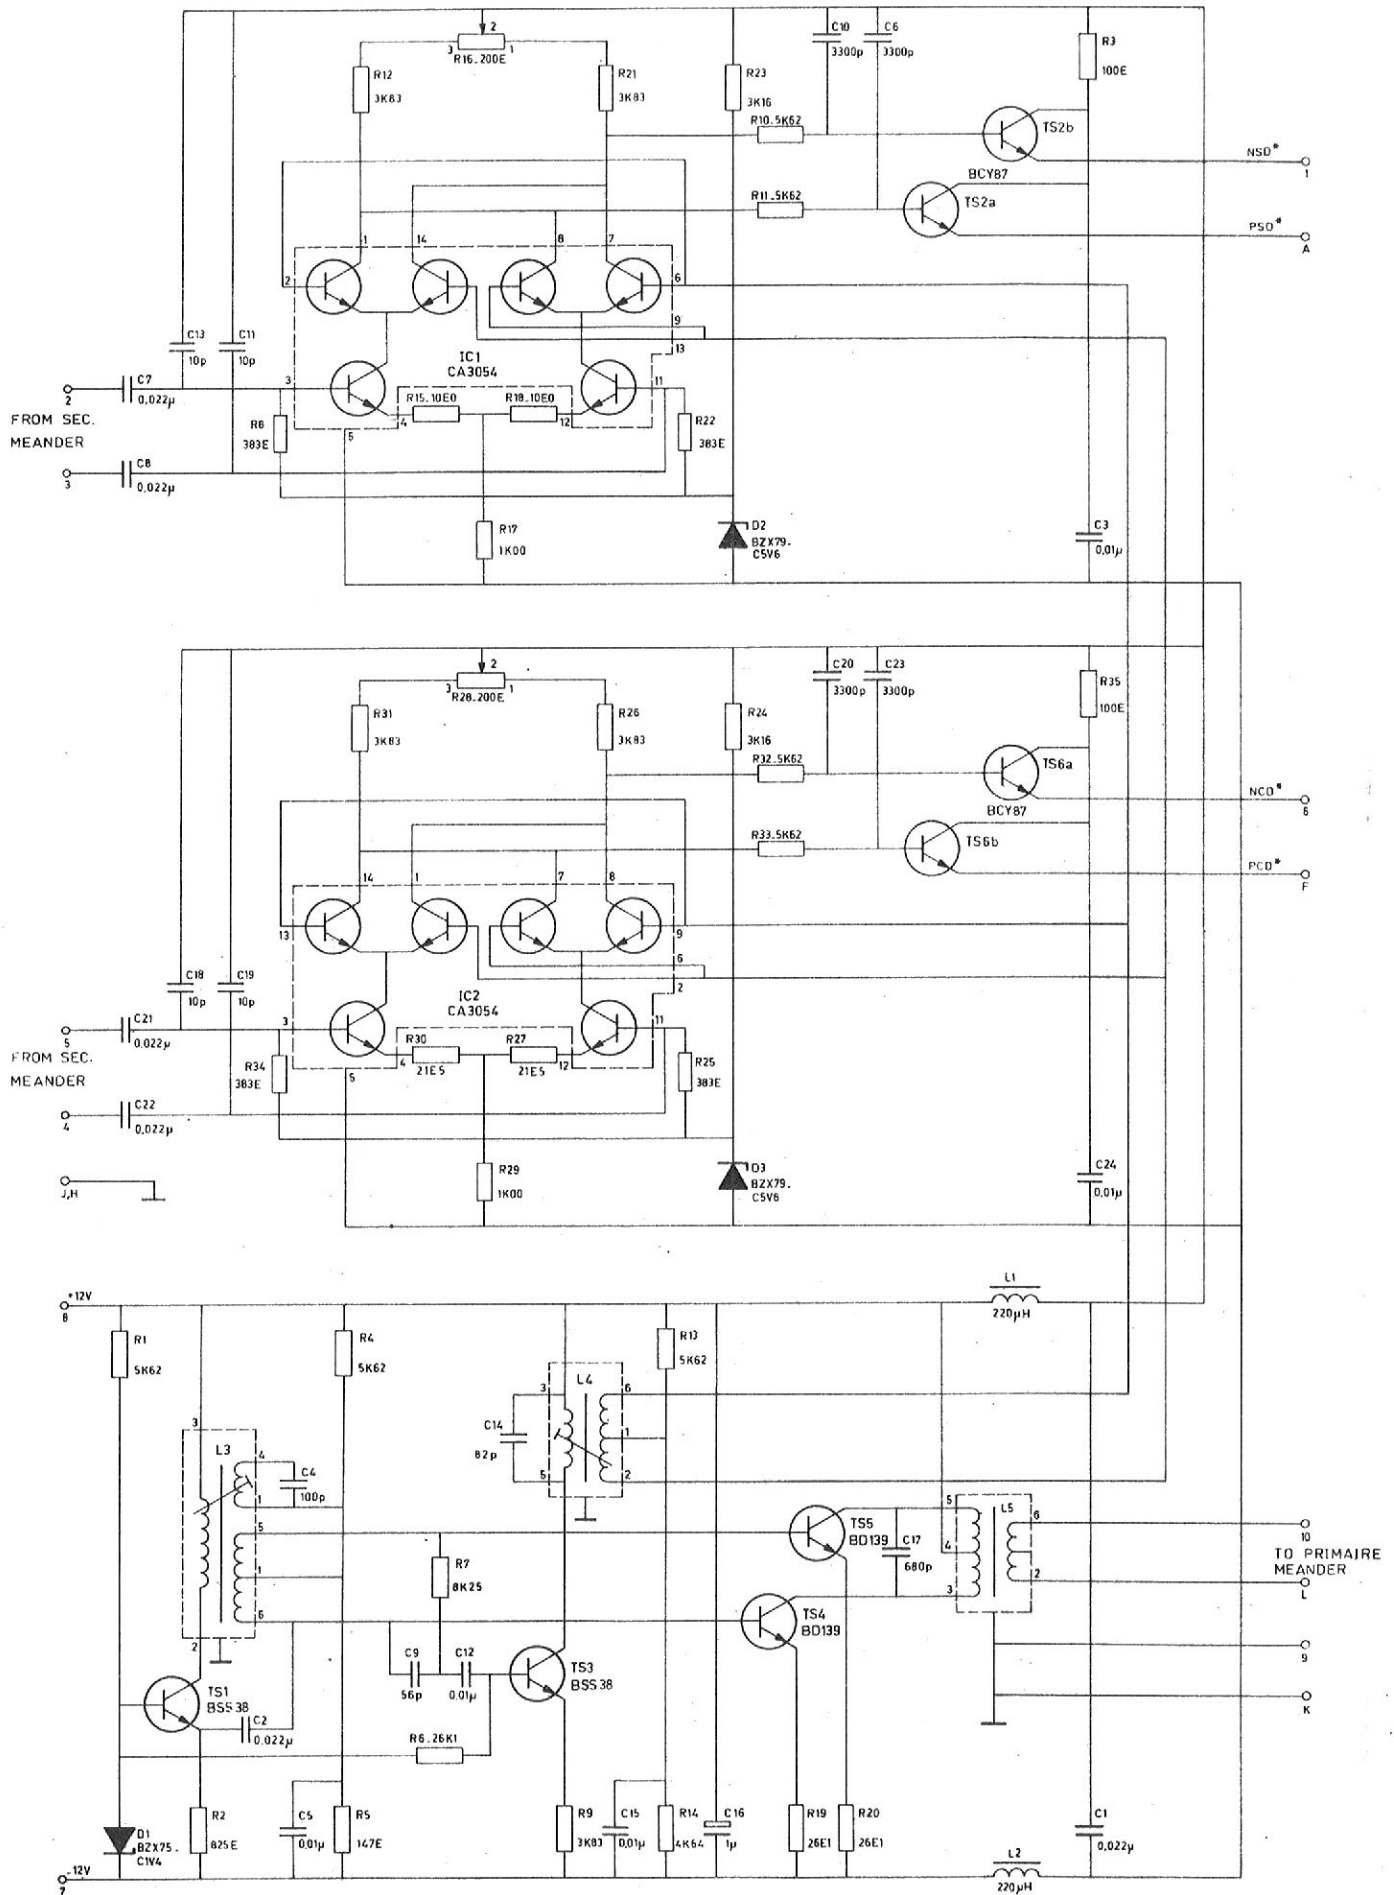 2
3
1
R16.200E
R12
3K83
R21
3K83
R23
3K16
C10
3300p
C6
3300p
R3
100E
R10.5K62
TS2b
NSD*
1
BCY87
R11.5K62
TS2a
PSD*
A
1
14
8
7
2
6
9
13
C13
10p
C11
10p
IC1
CA3054
C7
0,022µ
2
3
11
R15.10E0
R18.10E0
4
12
5
FROM SEC.
MEANDER
R8
383E
R22
383E
C8
0,022µ
3
R17
1K00
D2
BZX79.
C5V6
C3
0,01µ
2
3
1
R28.200E
R31
3K83
R26
3K83
R24
3K16
C20
3300p
C23
3300p
R35
100E
R32.5K62
TS6a
NCD*
6
BCY87
R33.5K62
TS6b
PCD*
F
14
1
7
8
13
9
6
2
C18
10p
C19
10p
IC2
CA3054
C21
0,022µ
5
3
11
R30
21E5
R27
21E5
4
12
5
FROM SEC.
MEANDER
R34
383E
R25
383E
C22
0,022µ
4
R29
1K00
D3
BZX79.
C5V6
C24
0,01µ
J,H
+12V
8
L1
220µH
R1
5K62
R4
5K62
R13
5K62
3
L4
6
C14
82p
1
5
2
3
L3
4
C4
100p
1
5
1
6
2
R7
8K25
TS5
BD139
C17
680p
5
L5
4
3
6
2
10
TO PRIMAIRE
MEANDER
L
TS4
BD139
9
K
C9
56p
C12
0,01µ
TS3
BSS38
TS1
BSS38
C2
0,022µ
R6.26K1
D1
BZX75.
C1V4
R2
825E
C5
0,01µ
R5
147E
R9
3K83
C15
0,01µ
R14
4K64
C16
1µ
R19
26E1
R20
26E1
C1
0,022µ
-12V
7
L2
220µH